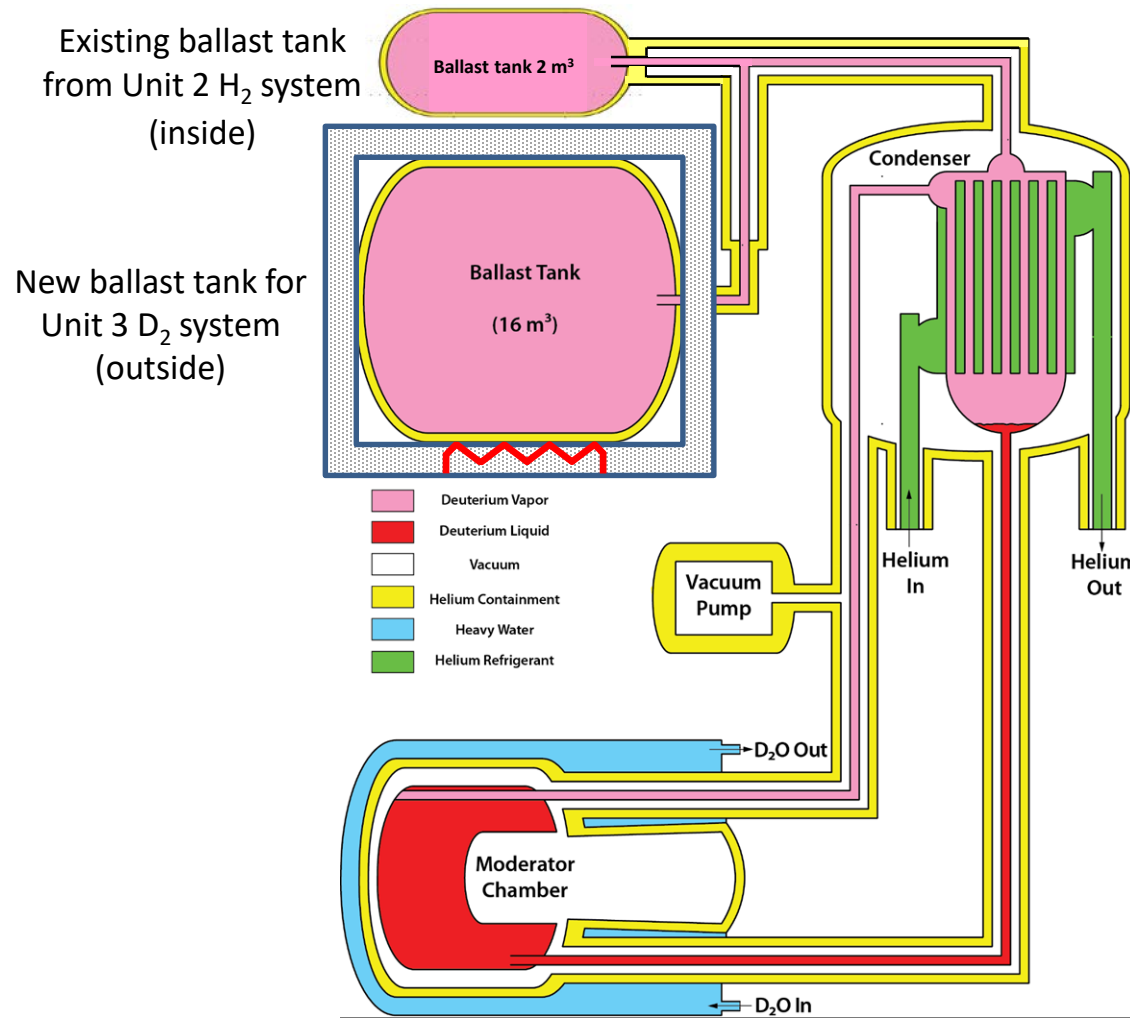 Existing ballast tank
from Unit 2 H₂ system
(inside)
Ballast tank 2 m³
Condenser
New ballast tank for
Unit 3 D₂ system
(outside)
Ballast Tank
(16 m³)
Deuterium Vapor
Deuterium Liquid
Vacuum
Helium Containment
Heavy Water
Helium Refrigerant
Vacuum
Pump
Helium
In
Helium
Out
D₂O Out
Moderator
Chamber
D₂O In